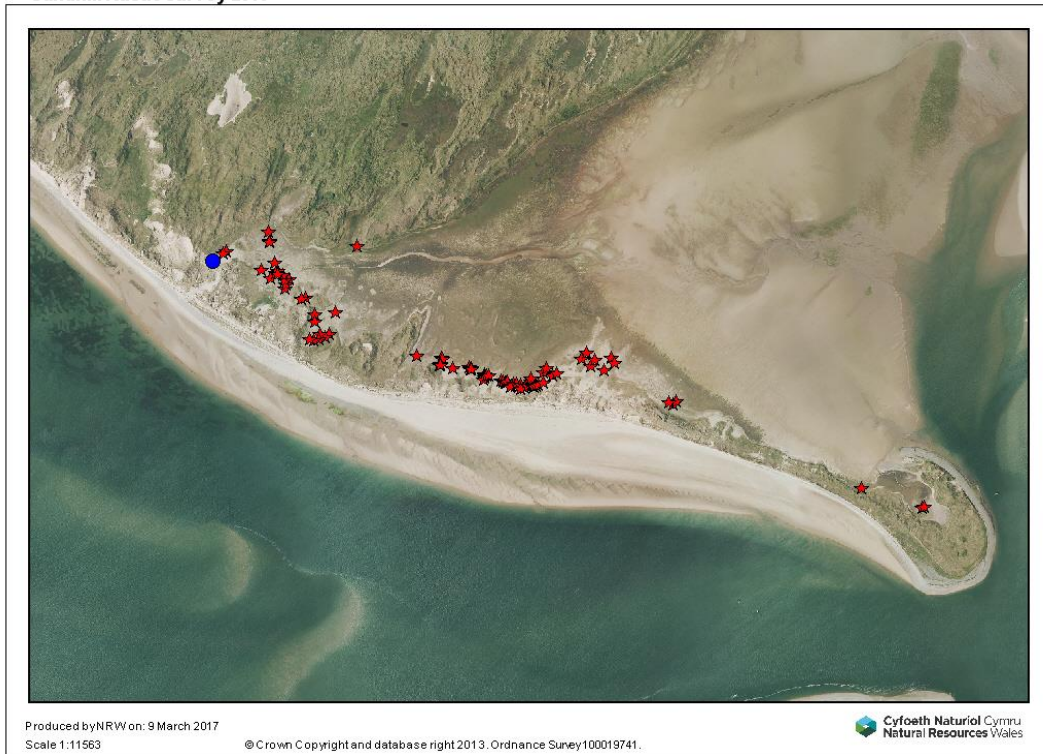 Produced by NRW on: 9 March 2017
Scale 1:11563
© Crown Copyright and database right 2013. Ordnance Survey 100019741.
Cyfoeth Naturiol Cymru
Natural Resources Wales